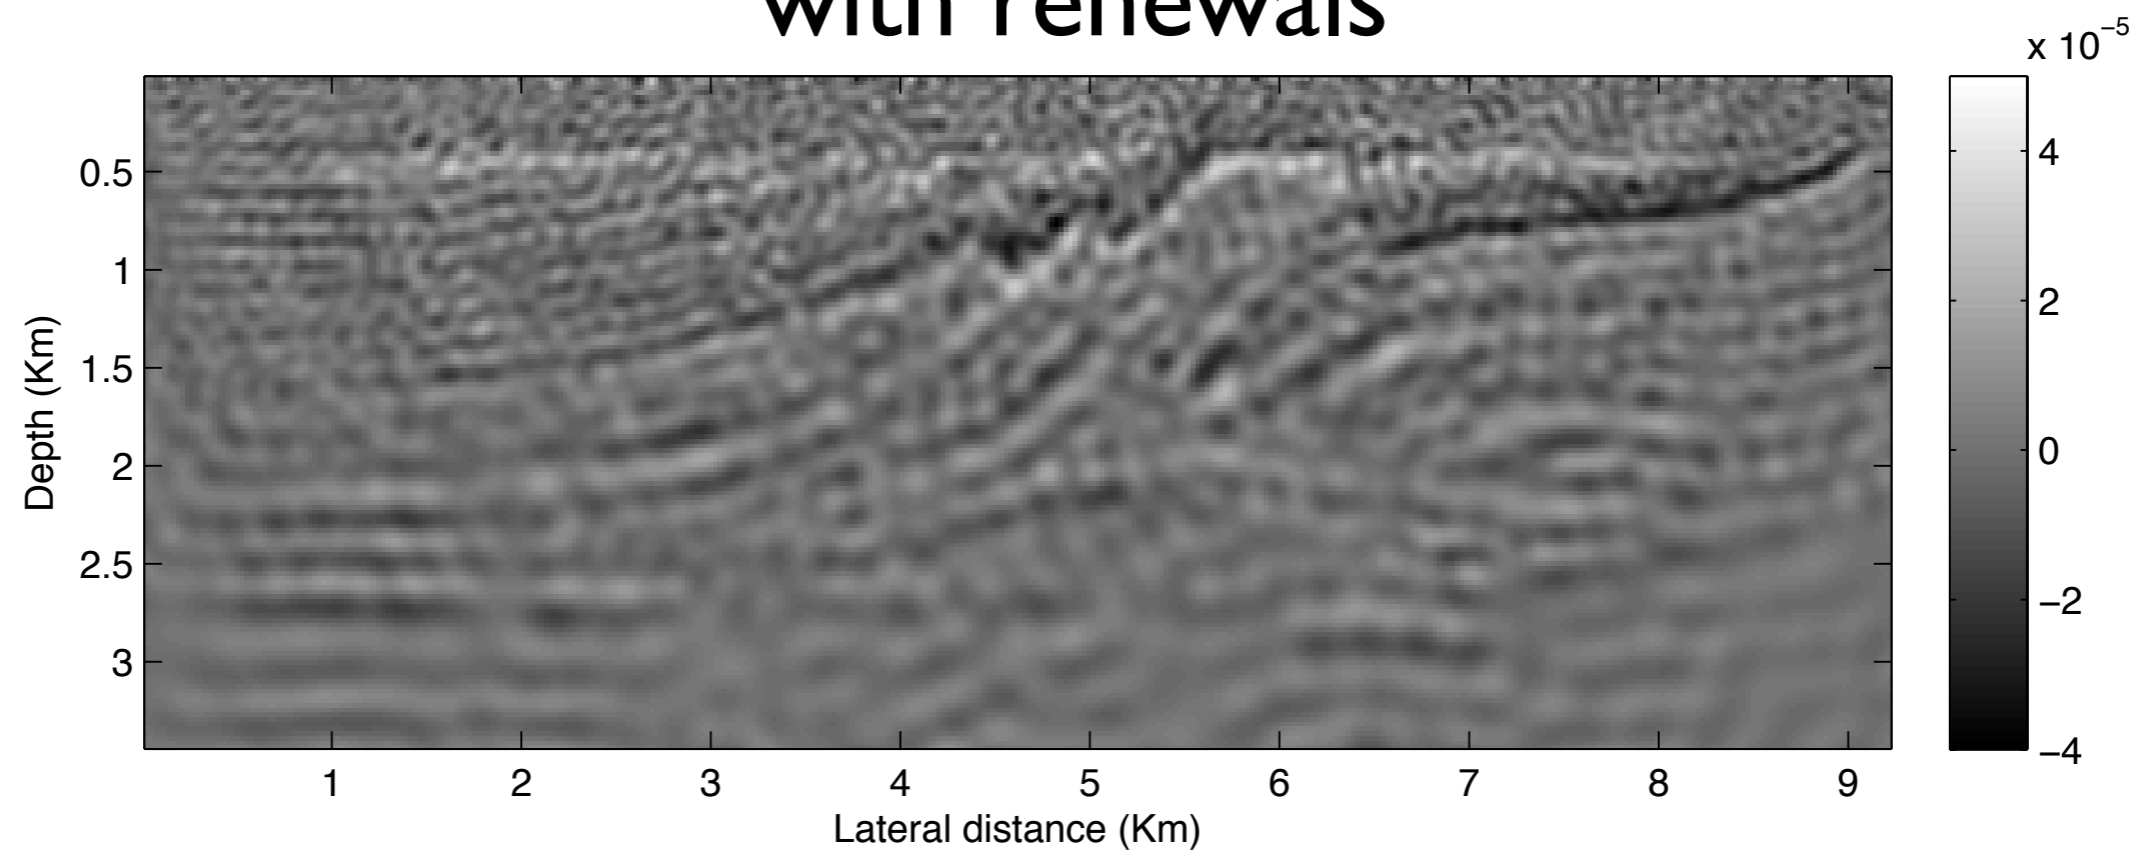 with renewals
x 10⁻⁵
0.5
1
1.5
2
2.5
3
Depth (Km)
1 2 3 4 5 6 7 8 9
Lateral distance (Km)
4
2
0
−2
−4